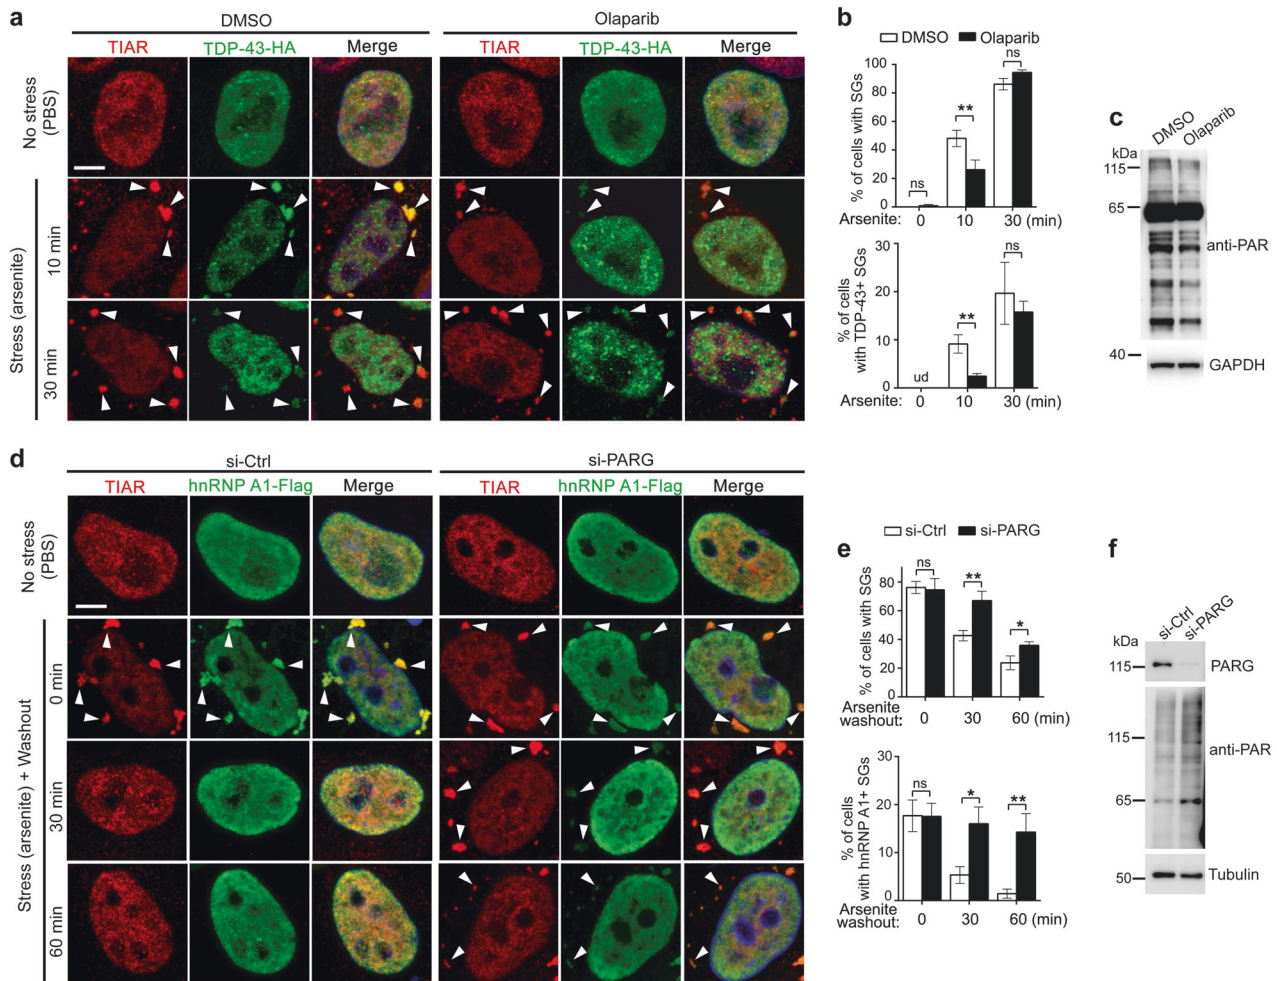 a
DMSO
Olaparib
TIAR
TDP-43-HA
Merge
TIAR
TDP-43-HA
Merge
No stress
(PBS)
Stress (arsenite)
10 min
30 min
b
DMSO
Olaparib
% of cells with SGs
100
80
60
40
20
0
ns
**
ns
Arsenite:
0
10
30 (min)
% of cells
with TDP-43+ SGs
30
20
10
0
ud
**
ns
Arsenite:
0
10
30 (min)
c
DMSO
Olaparib
kDa
115
65
anti-PAR
40
GAPDH
d
si-Ctrl
si-PARG
TIAR
hnRNP A1-Flag
Merge
TIAR
hnRNP A1-Flag
Merge
No stress
(PBS)
Stress (arsenite) + Washout
0 min
30 min
60 min
e
si-Ctrl
si-PARG
% of cells with SGs
80
60
40
20
0
ns
**
*
Arsenite
washout:
0
30
60 (min)
% of cells
with hnRNP A1+ SGs
30
20
10
0
ns
*
**
Arsenite
washout:
0
30
60 (min)
f
si-Ctrl
si-PARG
kDa
115
PARG
115
anti-PAR
65
50
Tubulin